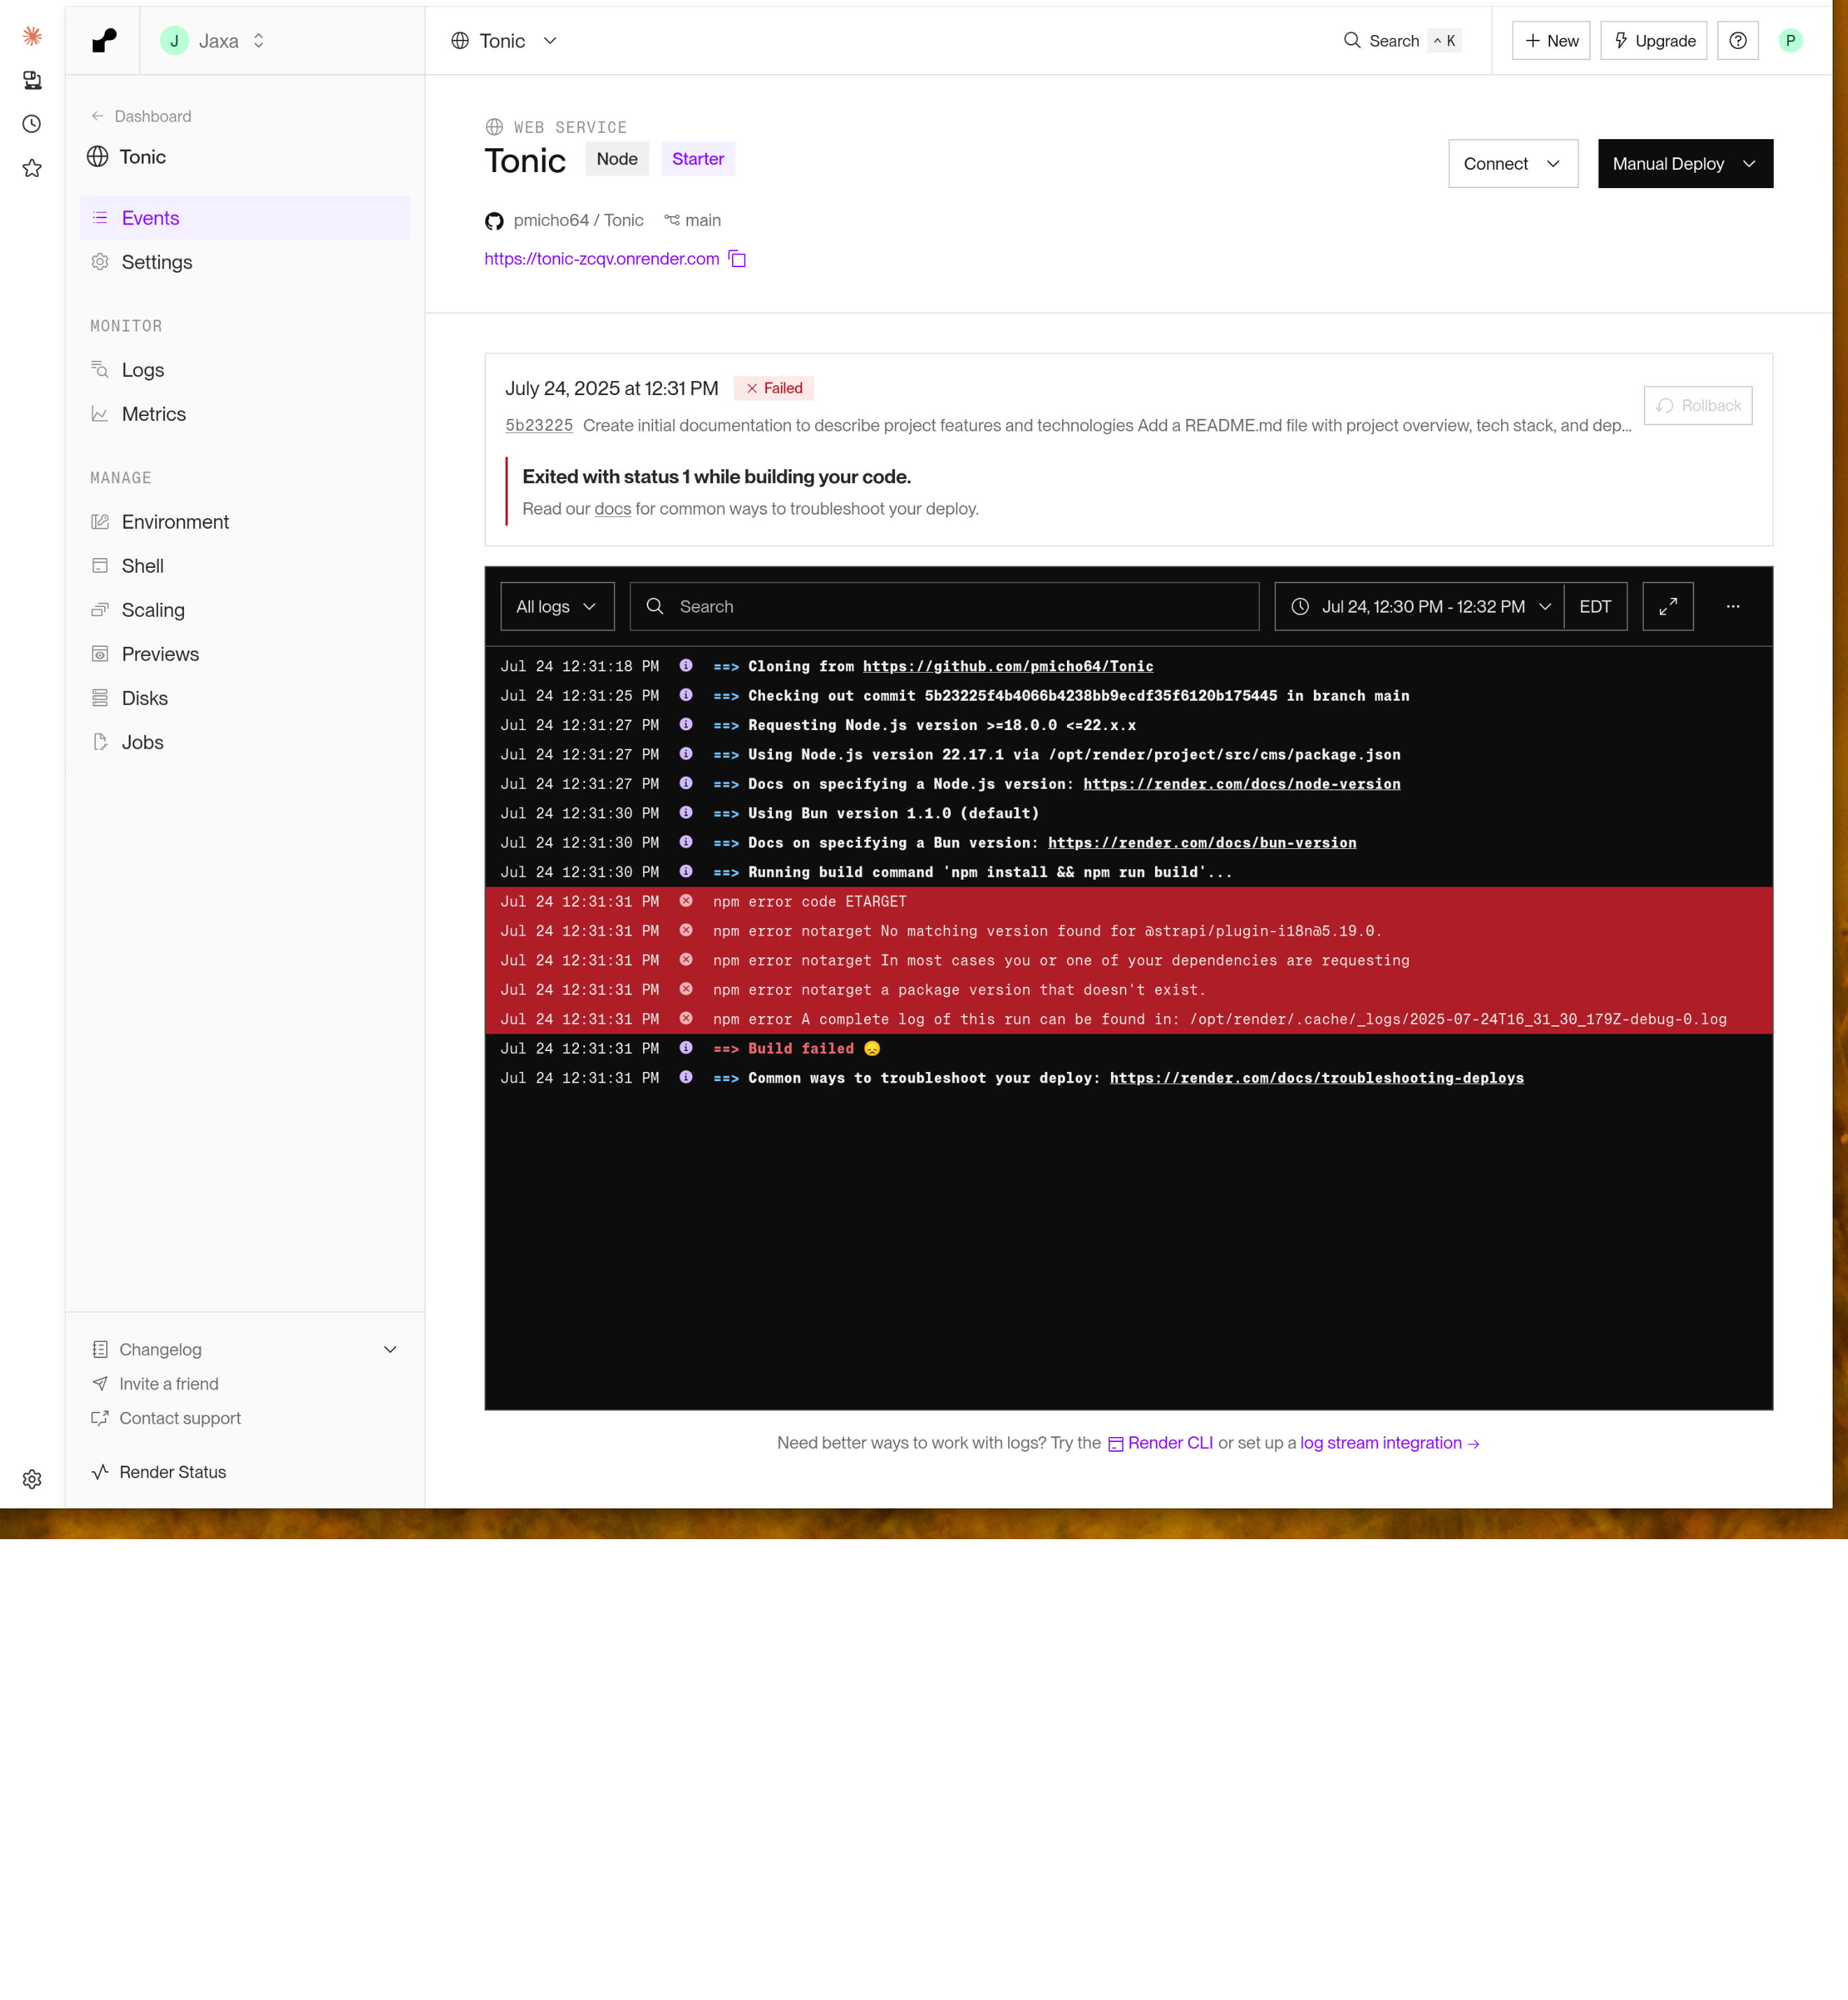 J Jaxa
Tonic
Search ^ K
New
Upgrade
P
Dashboard
Tonic
Events
Settings
MONITOR
Logs
Metrics
MANAGE
Environment
Shell
Scaling
Previews
Disks
Jobs
Changelog
Invite a friend
Contact support
Render Status
WEB SERVICE
Tonic Node Starter
Connect
Manual Deploy
pmicho64 / Tonic main
https://tonic-zcqv.onrender.com
July 24, 2025 at 12:31 PM Failed
Rollback
5b23225 Create initial documentation to describe project features and technologies Add a README.md file with project overview, tech stack, and dep...
Exited with status 1 while building your code.
Read our docs for common ways to troubleshoot your deploy.
All logs Search Jul 24, 12:30 PM - 12:32 PM EDT ...
Jul 24 12:31:18 PM ==> Cloning from https://github.com/pmicho64/Tonic
Jul 24 12:31:25 PM ==> Checking out commit 5b23225f4b4066b4238bb9ecdf35f6120b175445 in branch main
Jul 24 12:31:27 PM ==> Requesting Node.js version >=18.0.0 <=22.x.x
Jul 24 12:31:27 PM ==> Using Node.js version 22.17.1 via /opt/render/project/src/cms/package.json
Jul 24 12:31:27 PM ==> Docs on specifying a Node.js version: https://render.com/docs/node-version
Jul 24 12:31:30 PM ==> Using Bun version 1.1.0 (default)
Jul 24 12:31:30 PM ==> Docs on specifying a Bun version: https://render.com/docs/bun-version
Jul 24 12:31:30 PM ==> Running build command 'npm install && npm run build'...
Jul 24 12:31:31 PM npm error code ETARGET
Jul 24 12:31:31 PM npm error notarget No matching version found for @strapi/plugin-i18n@5.19.0.
Jul 24 12:31:31 PM npm error notarget In most cases you or one of your dependencies are requesting
Jul 24 12:31:31 PM npm error notarget a package version that doesn't exist.
Jul 24 12:31:31 PM npm error A complete log of this run can be found in: /opt/render/.cache/_logs/2025-07-24T16_31_30_179Z-debug-0.log
Jul 24 12:31:31 PM ==> Build failed 😞
Jul 24 12:31:31 PM ==> Common ways to troubleshoot your deploy: https://render.com/docs/troubleshooting-deploys
Need better ways to work with logs? Try the Render CLI or set up a log stream integration →